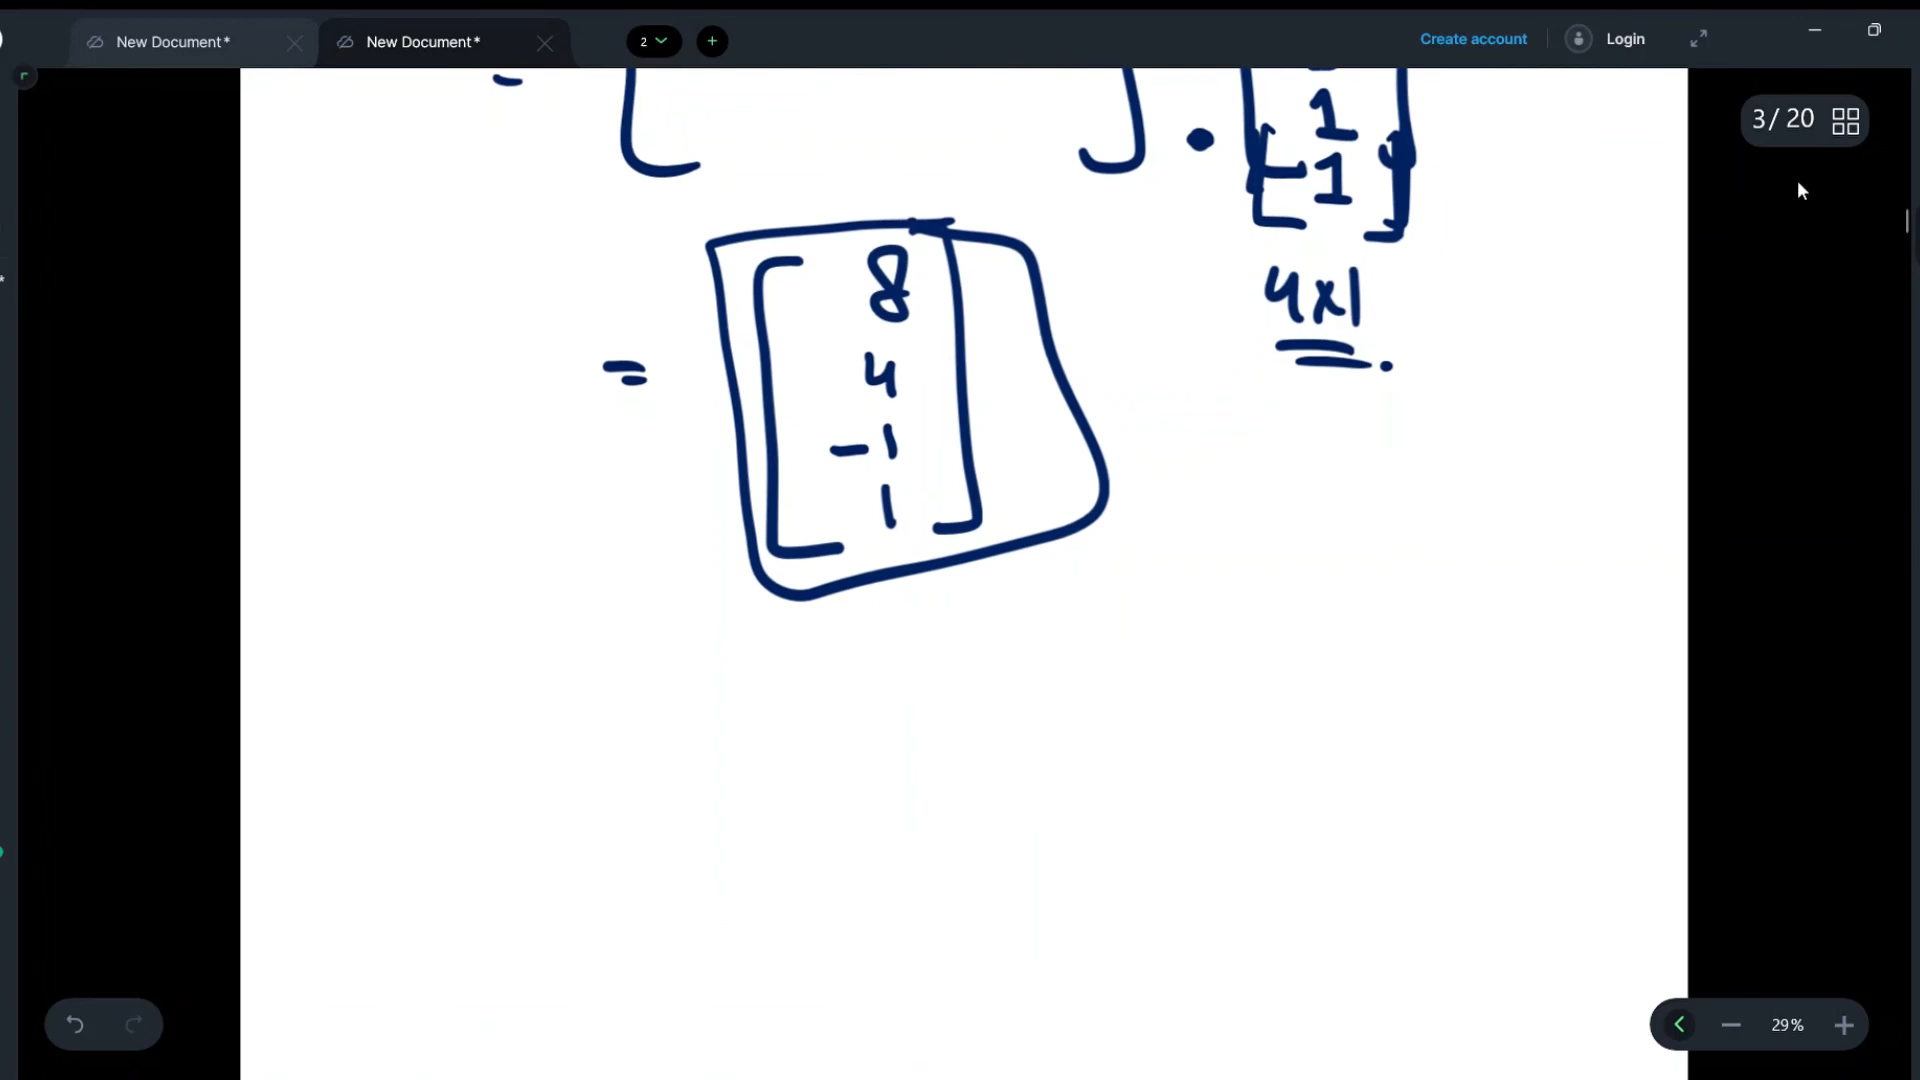 New Document* New Document* 2 + Create account Login
3/ 20
= [ ] • [ 1
1 ]
4x1
= [ 8
4
-1
1 ]
29%